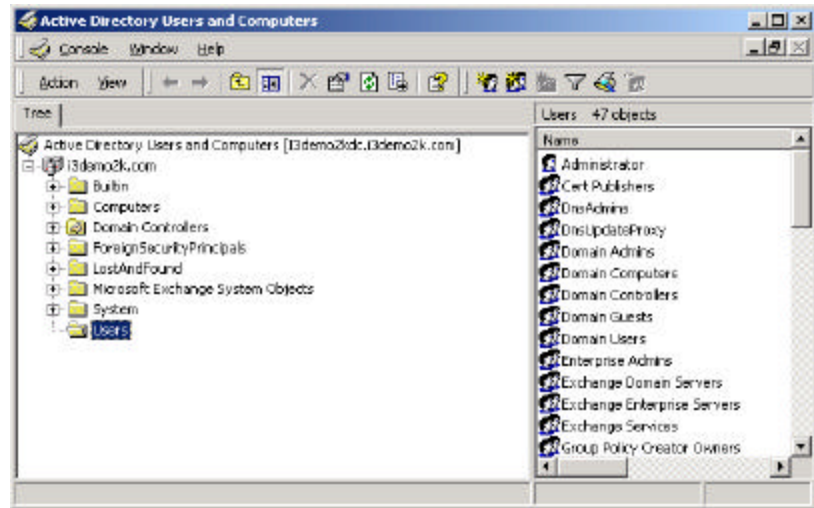 Active Directory Users and Computers
Console Window Help
Action View
Tree
Users 47 objects
Active Directory Users and Computers [I3demo2kdc.i3demo2k.com]
i3demo2k.com
Builtin
Computers
Domain Controllers
ForeignSecurityPrincipals
LostAndFound
Microsoft Exchange System Objects
System
Users
Name
Administrator
Cert Publishers
DnsAdmins
DnsUpdateProxy
Domain Admins
Domain Computers
Domain Controllers
Domain Guests
Domain Users
Enterprise Admins
Exchange Domain Servers
Exchange Enterprise Servers
Exchange Services
Group Policy Creator Owners